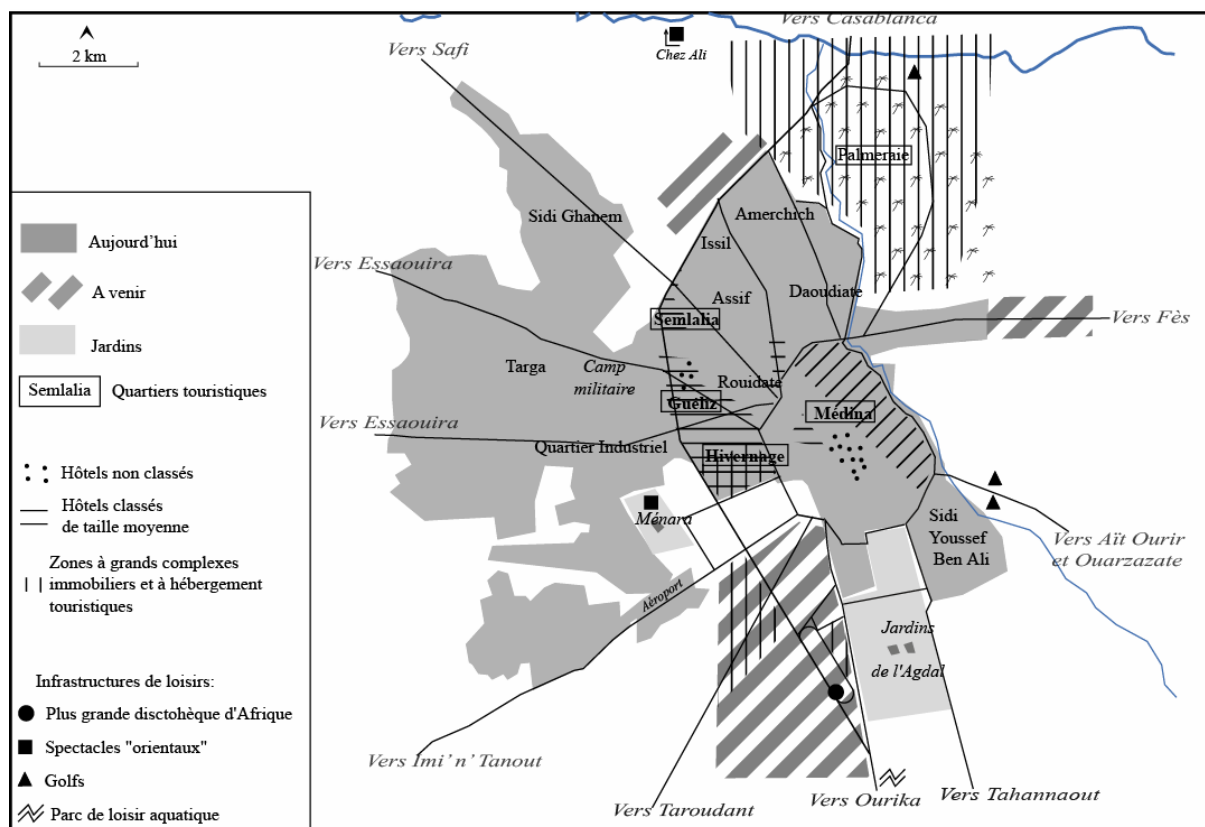 2 km
Chez Ali
Vers Casablanca
Vers Safi
Palmeraie
Sidi Ghanem
Amerchich
Issil
Vers Essaouira
Assif
Daoudiate
Semlalia
Vers Fès
Targa
Camp
militaire
Rouidate
Guéliz
Médina
Vers Essaouira
Quartier Industriel
Hivernage
Ménara
Sidi
Youssef
Ben Ali
Vers Aït Ourir
et Ouarzazate
Aéroport
Jardins
de l'Agdal
Vers Imi' n' Tanout
Vers Taroudant
Vers Ourika
Vers Tahannaout
Aujourd'hui
A venir
Jardins
Semlalia Quartiers touristiques
Hôtels non classés
Hôtels classés
de taille moyenne
Zones à grands complexes
immobiliers et à hébergement
touristiques
Infrastructures de loisirs:
Plus grande disctohèque d'Afrique
Spectacles "orientaux"
Golfs
Parc de loisir aquatique